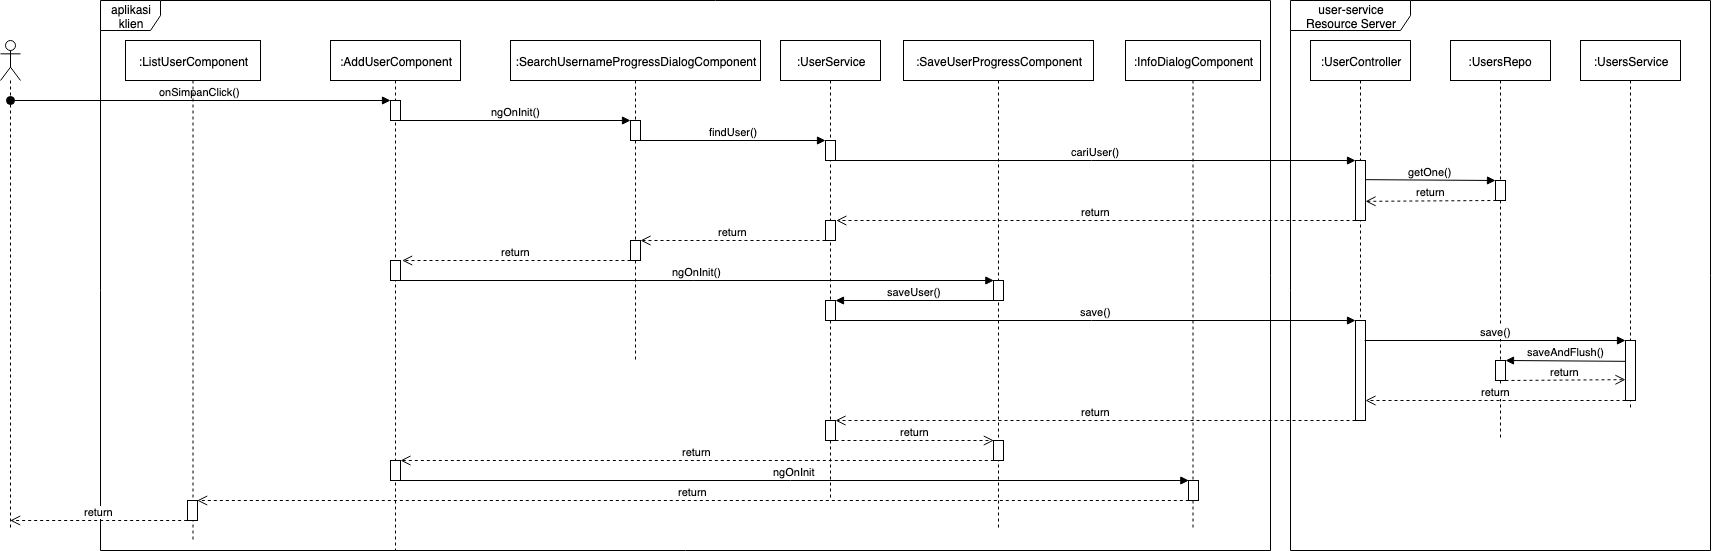 aplikasi
klien
user-service
Resource Server
:ListUserComponent
:AddUserComponent
:SearchUsernameProgressDialogComponent
:UserService
:SaveUserProgressComponent
:InfoDialogComponent
:UserController
:UsersRepo
:UsersService
onSimpanClick()
ngOnInit()
findUser()
cariUser()
getOne()
return
return
return
return
ngOnInit()
saveUser()
save()
save()
saveAndFlush()
return
return
return
return
return
ngOnInit
return
return